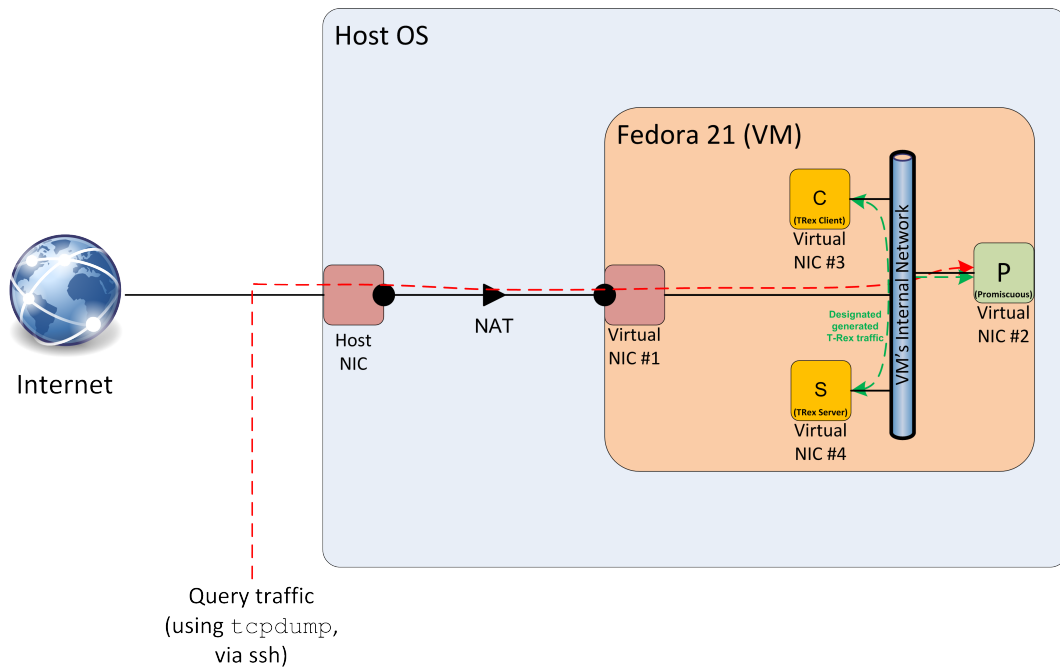 Host OS
Fedora 21 (VM)
C
(TRex Client)
Virtual
NIC #3
VM's Internal Network
P
(Promiscuous)
Virtual
NIC #2
Designated
generated
T-Rex traffic
S
(TRex Server)
Virtual
NIC #4
Internet
Host
NIC
NAT
Virtual
NIC #1
Query traffic
(using tcpdump,
via ssh)